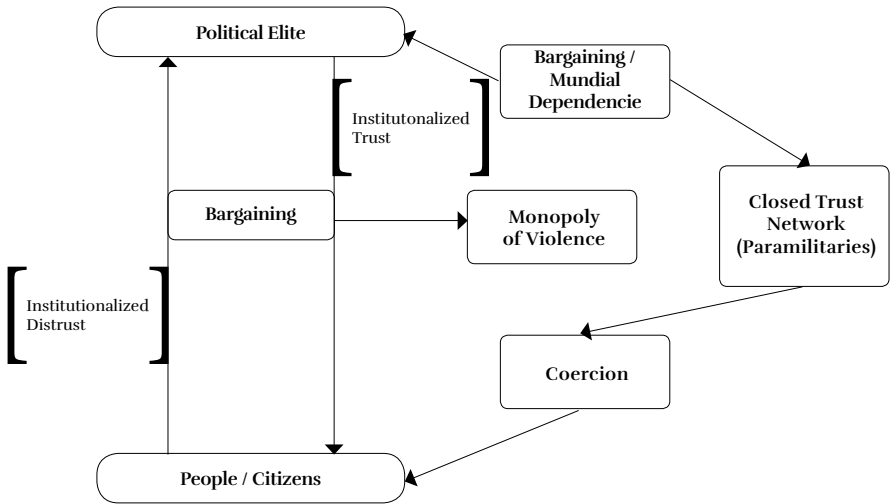 Political Elite
Bargaining /
Mundial
Dependencie
Institutonalized
Trust
Closed Trust
Network
(Paramilitaries)
Bargaining
Monopoly
of Violence
Institutionalized
Distrust
Coercion
People / Citizens